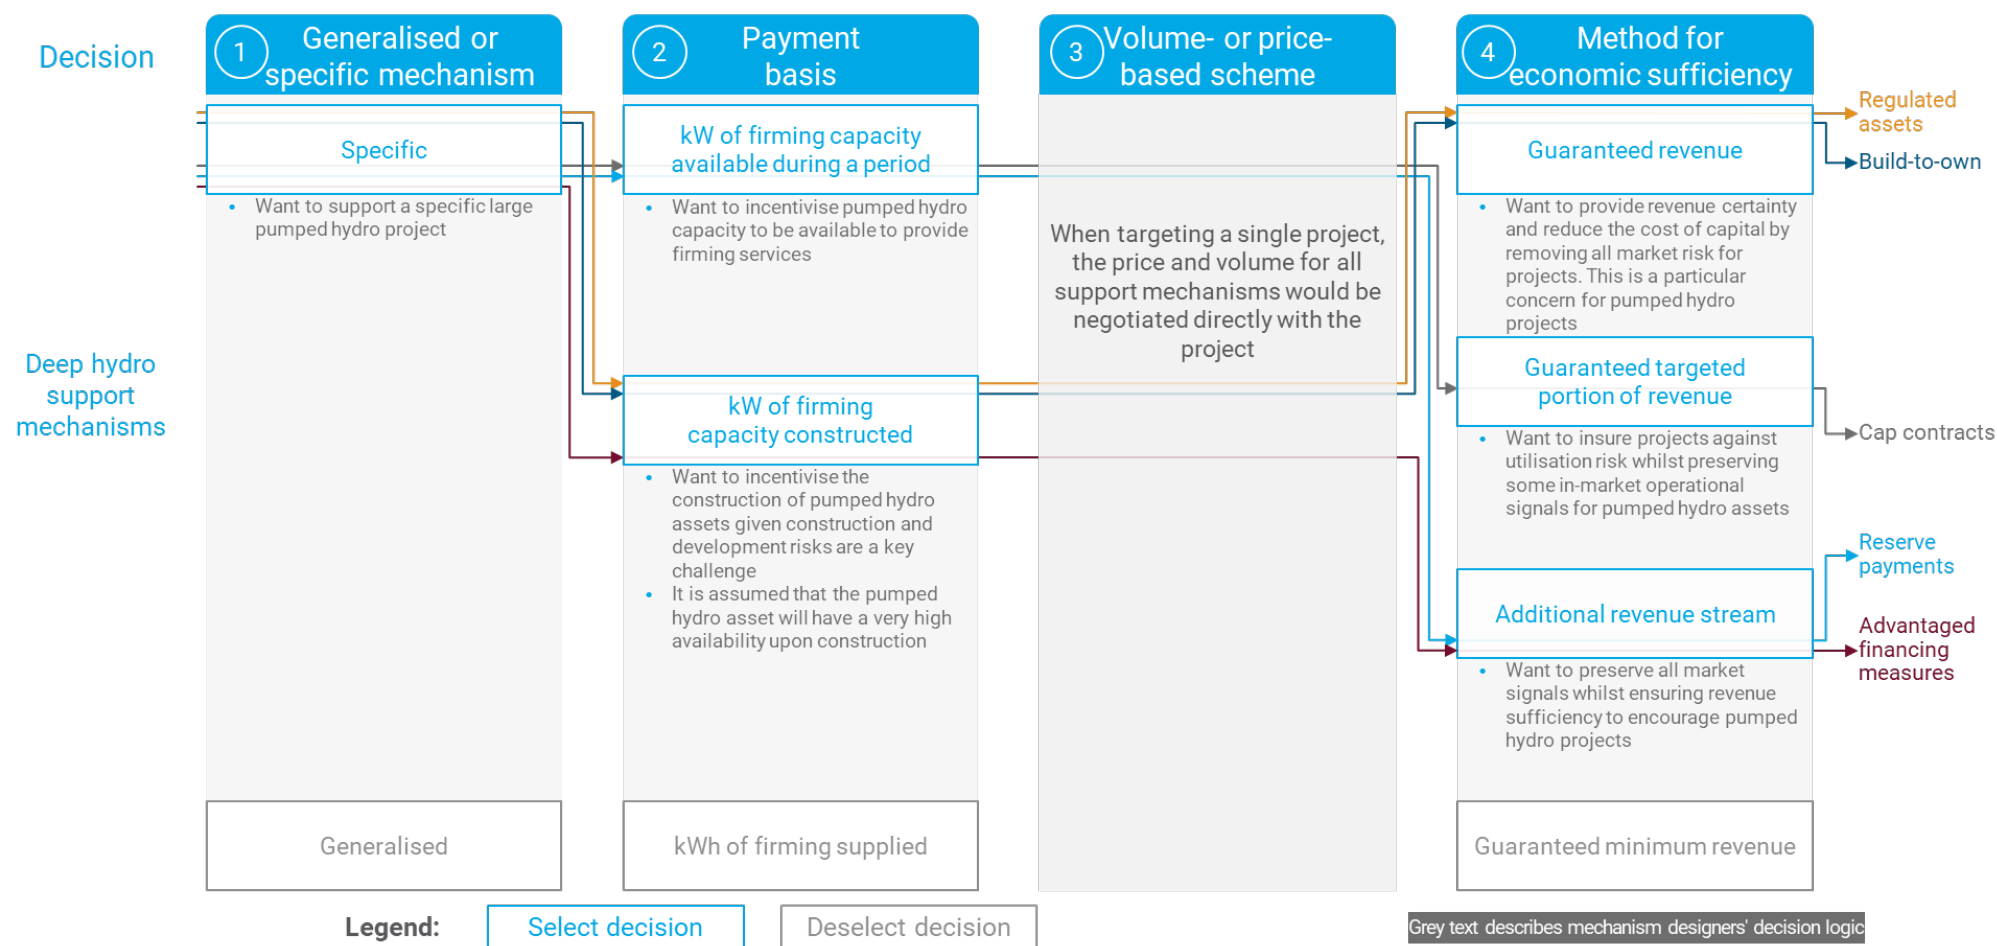 Decision
1
Generalised or
specific mechanism
2
Payment
basis
3
Volume- or price-
based scheme
4
Method for
economic sufficiency
Deep hydro
support
mechanisms
Specific
• Want to support a specific large
pumped hydro project
Generalised
kW of firming capacity
available during a period
• Want to incentivise pumped hydro
capacity to be available to provide
firming services
kW of firming
capacity constructed
• Want to incentivise the
construction of pumped hydro
assets given construction and
development risks are a key
challenge
• It is assumed that the pumped
hydro asset will have a very high
availability upon construction
kWh of firming supplied
When targeting a single project,
the price and volume for all
support mechanisms would be
negotiated directly with the
project
Guaranteed revenue
• Want to provide revenue certainty
and reduce the cost of capital by
removing all market risk for
projects. This is a particular
concern for pumped hydro
projects
Guaranteed targeted
portion of revenue
• Want to insure projects against
utilisation risk whilst preserving
some in-market operational
signals for pumped hydro assets
Additional revenue stream
• Want to preserve all market
signals whilst ensuring revenue
sufficiency to encourage pumped
hydro projects
Guaranteed minimum revenue
Regulated
assets
Build-to-own
Cap contracts
Reserve
payments
Advantaged
financing
measures
Legend:
Select decision
Deselect decision
Grey text describes mechanism designers' decision logic